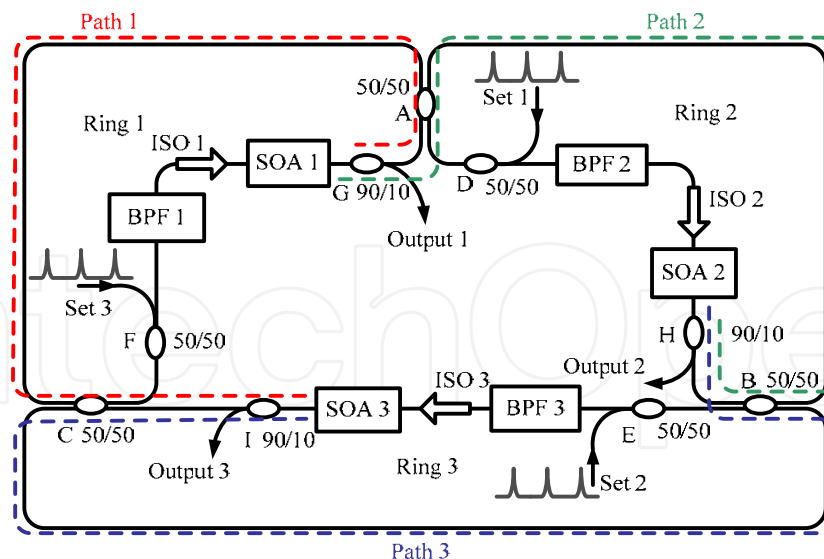 Path 1
Path 2
50/50
A
Set 1
Ring 1
Ring 2
ISO 1
SOA 1
BPF 2
G 90/10
D 50/50
ISO 2
BPF 1
Output 1
SOA 2
Set 3
F 50/50
H 90/10
Output 2
B 50/50
ISO 3
SOA 3
BPF 3
C 50/50
I 90/10
E 50/50
Output 3
Ring 3
Set 2
Path 3